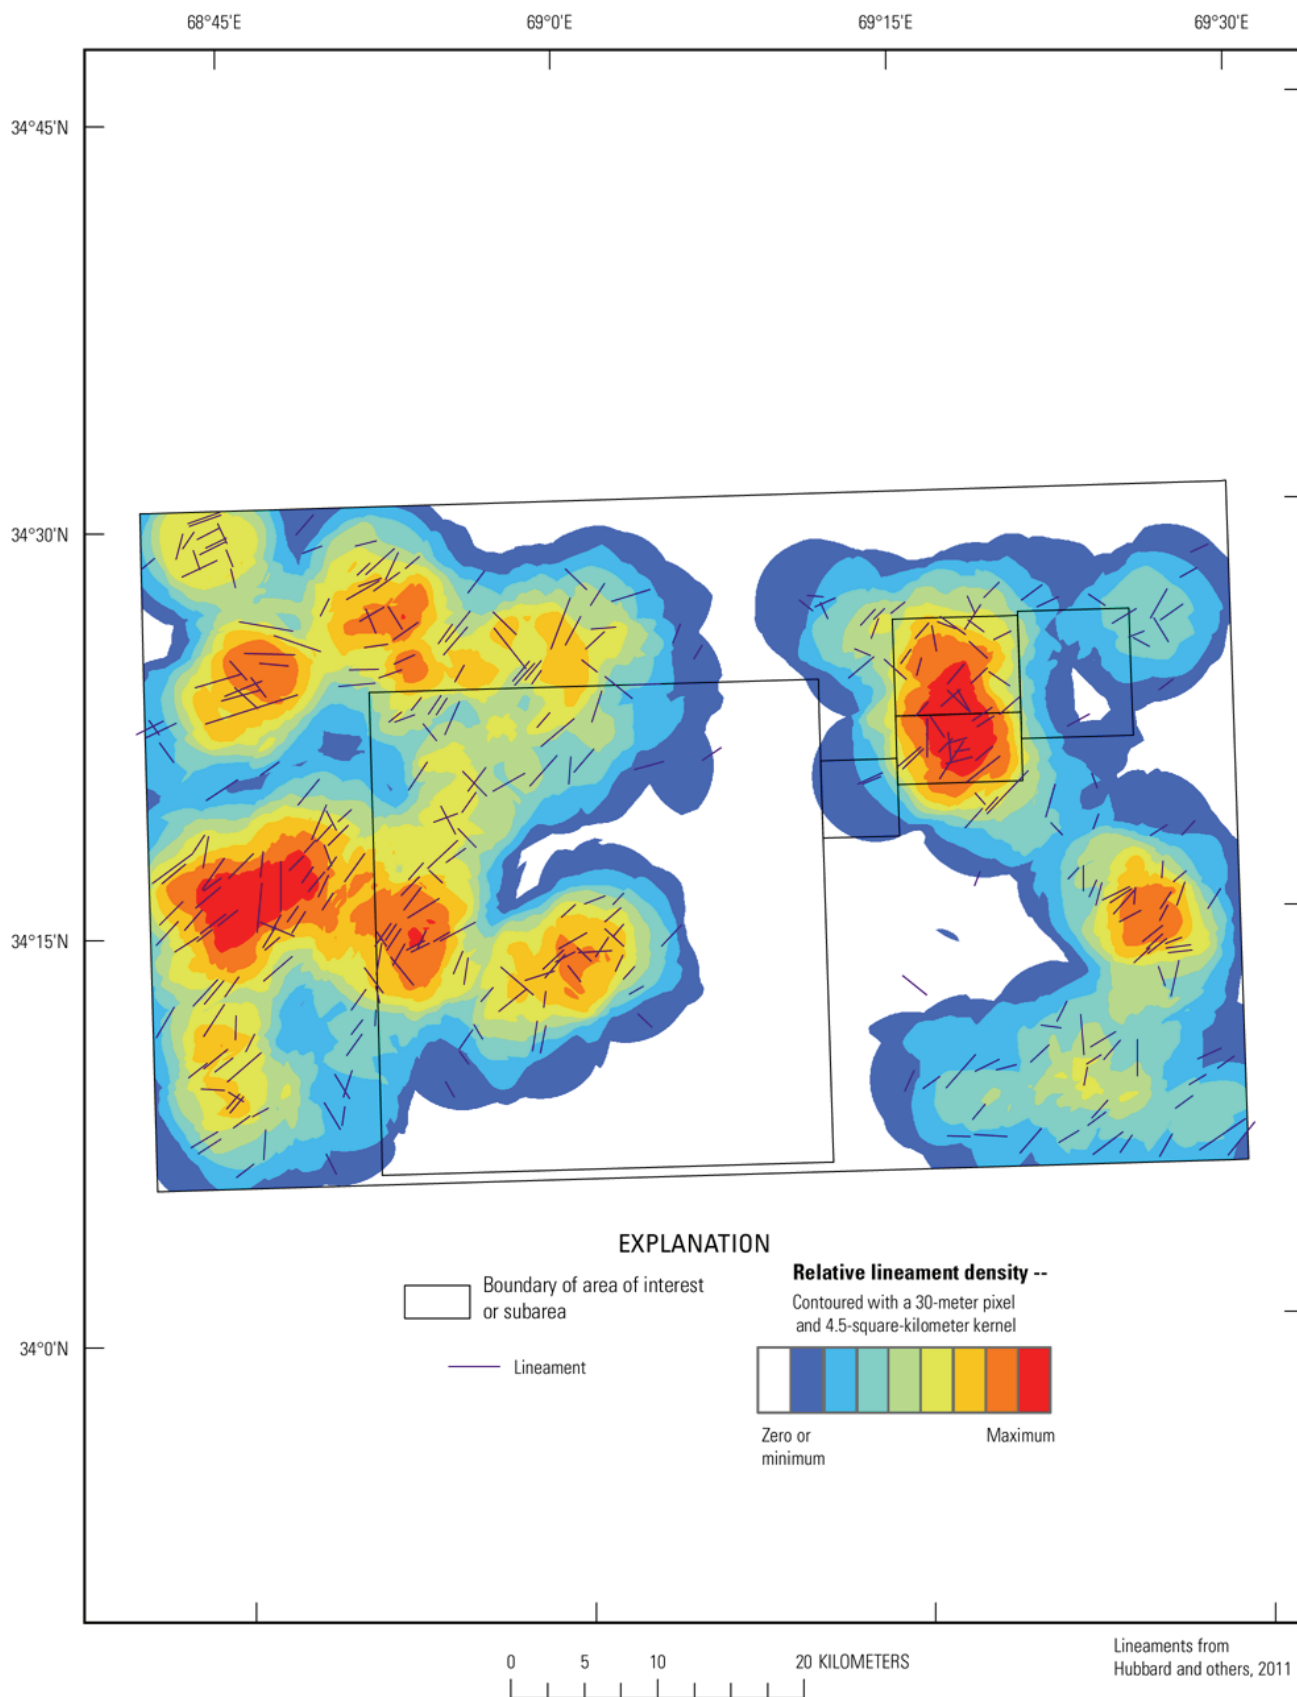 68°45'E 69°0'E 69°15'E 69°30'E
34°45'N
34°30'N
34°15'N
34°0'N
EXPLANATION
Boundary of area of interest
or subarea
Lineament
Relative lineament density --
Contoured with a 30-meter pixel
and 4.5-square-kilometer kernel
Zero or
minimum
Maximum
0 5 10 20 KILOMETERS
Lineaments from
Hubbard and others, 2011